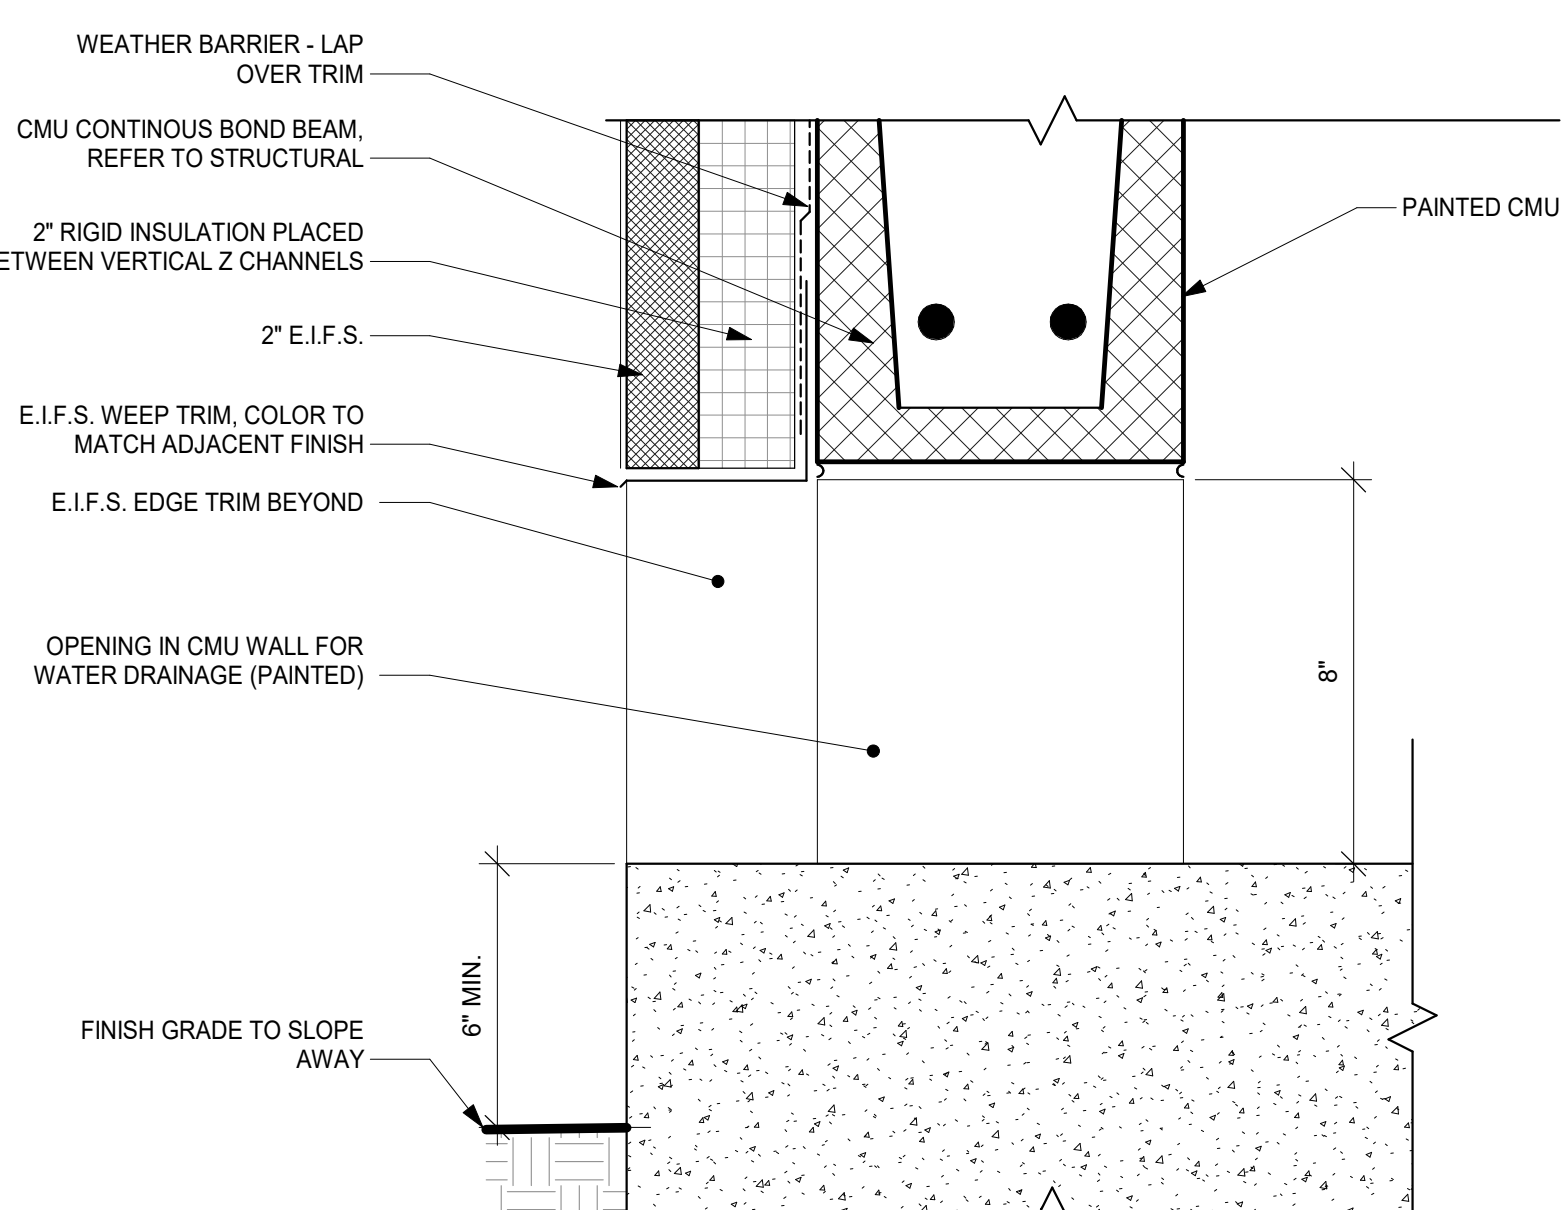 WEATHER BARRIER - LAP
OVER TRIM
CMU CONTINOUS BOND BEAM,
REFER TO STRUCTURAL
2" RIGID INSULATION PLACED
ETWEEN VERTICAL Z CHANNELS
2" E.I.F.S.
E.I.F.S. WEEP TRIM, COLOR TO
MATCH ADJACENT FINISH
E.I.F.S. EDGE TRIM BEYOND
OPENING IN CMU WALL FOR
WATER DRAINAGE (PAINTED)
FINISH GRADE TO SLOPE
AWAY
6" MIN.
PAINTED CMU
8"